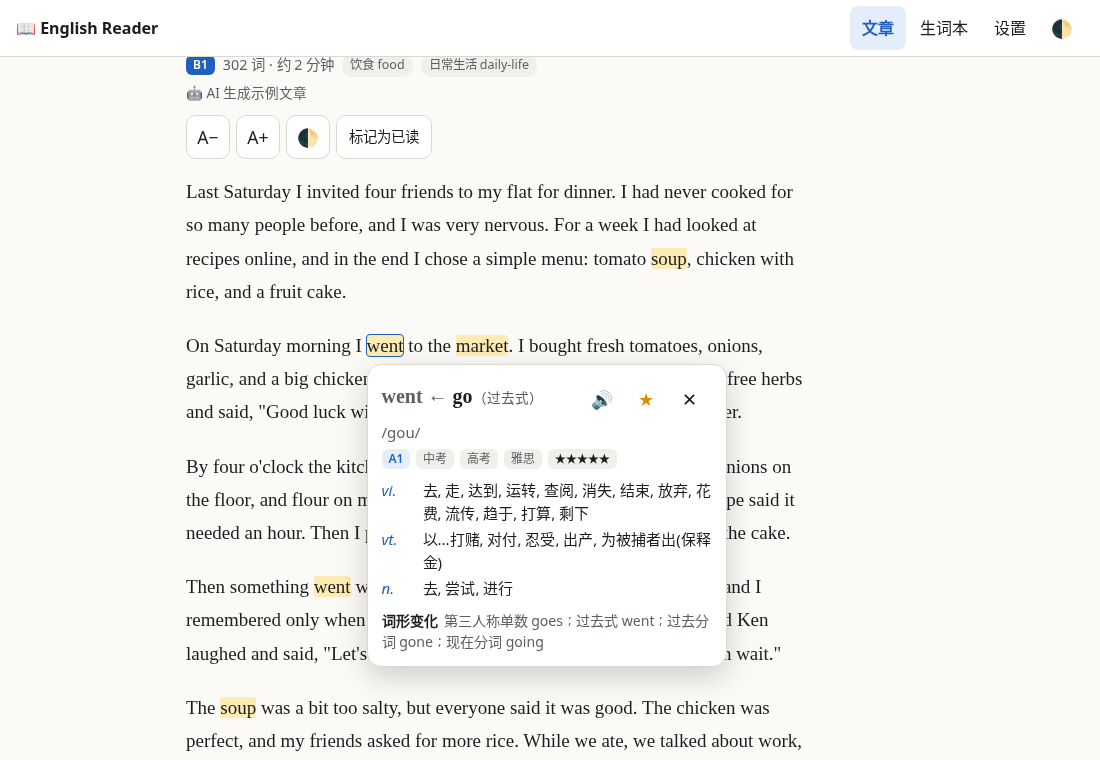 📖 English Reader
文章
生词本
设置
B1 302 词 · 约 2 分钟 饮食 food 日常生活 daily-life
🤖 AI 生成示例文章
A− A+ 标记为已读
Last Saturday I invited four friends to my flat for dinner. I had never cooked for
so many people before, and I was very nervous. For a week I had looked at
recipes online, and in the end I chose a simple menu: tomato soup, chicken with
rice, and a fruit cake.
On Saturday morning I went to the market. I bought fresh tomatoes, onions,
garlic, and a big chicken
free herbs
and said, "Good luck wi
er.
By four o'clock the kitch
nions on
the floor, and flour on m
pe said it
needed an hour. Then I p
the cake.
Then something went w
and I
remembered only when
d Ken
laughed and said, "Let's
n wait."
went ← go（过去式）
/gou/
A1 中考 高考 雅思 ★★★★★
vi. 去, 走, 达到, 运转, 查阅, 消失, 结束, 放弃, 花
费, 流传, 趋于, 打算, 剩下
vt. 以...打赌, 对付, 忍受, 出产, 为被捕者出(保释
金)
n. 去, 尝试, 进行
词形变化 第三人称单数 goes；过去式 went；过去分
词 gone；现在分词 going
The soup was a bit too salty, but everyone said it was good. The chicken was
perfect, and my friends asked for more rice. While we ate, we talked about work,